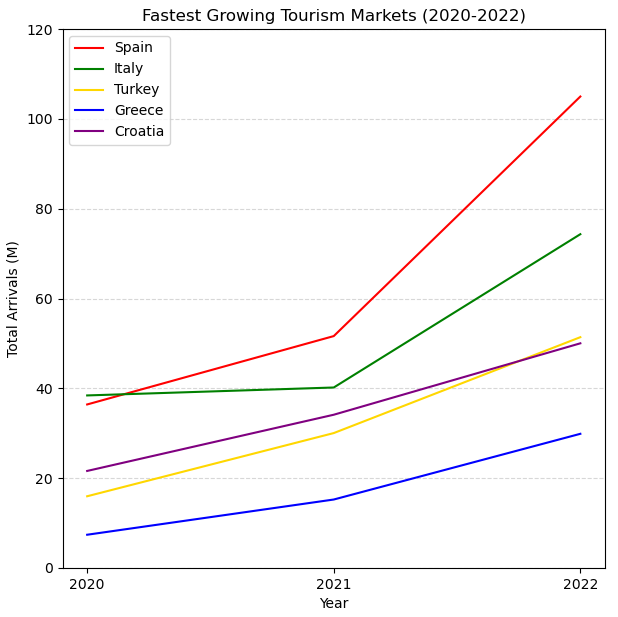 Fastest Growing Tourism Markets (2020-2022)
120
100
80
60
40
20
0
Total Arrivals (M)
Spain
Italy
Turkey
Greece
Croatia
2020
2021
2022
Year